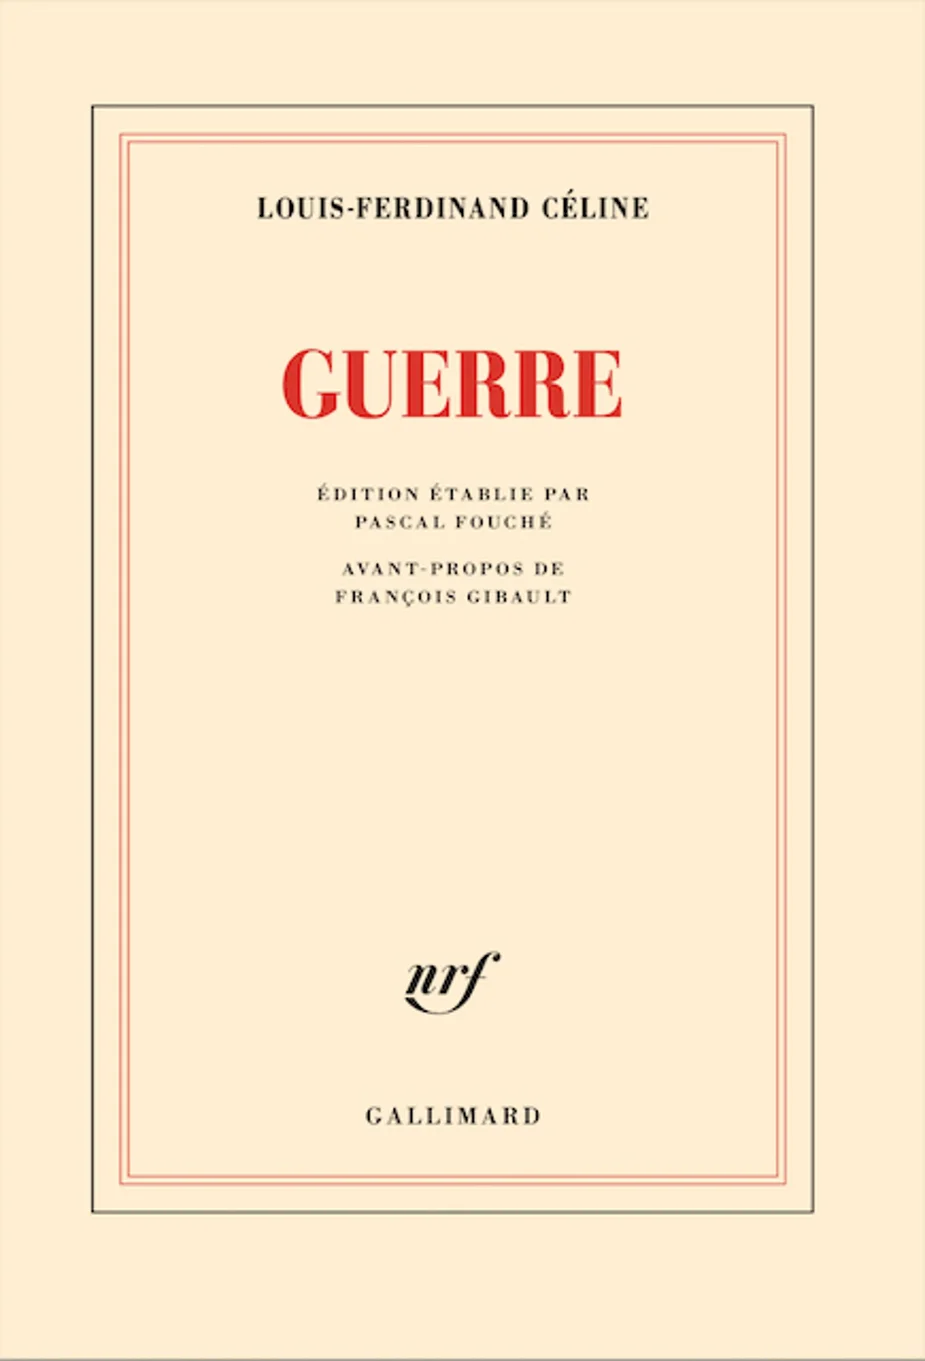 LOUIS-FERDINAND CÉLINE
GUERRE
ÉDITION ÉTABLIE PAR
PASCAL FOUCHÉ
AVANT-PROPOS DE
FRANÇOIS GIBAULT
nrf
GALLIMARD